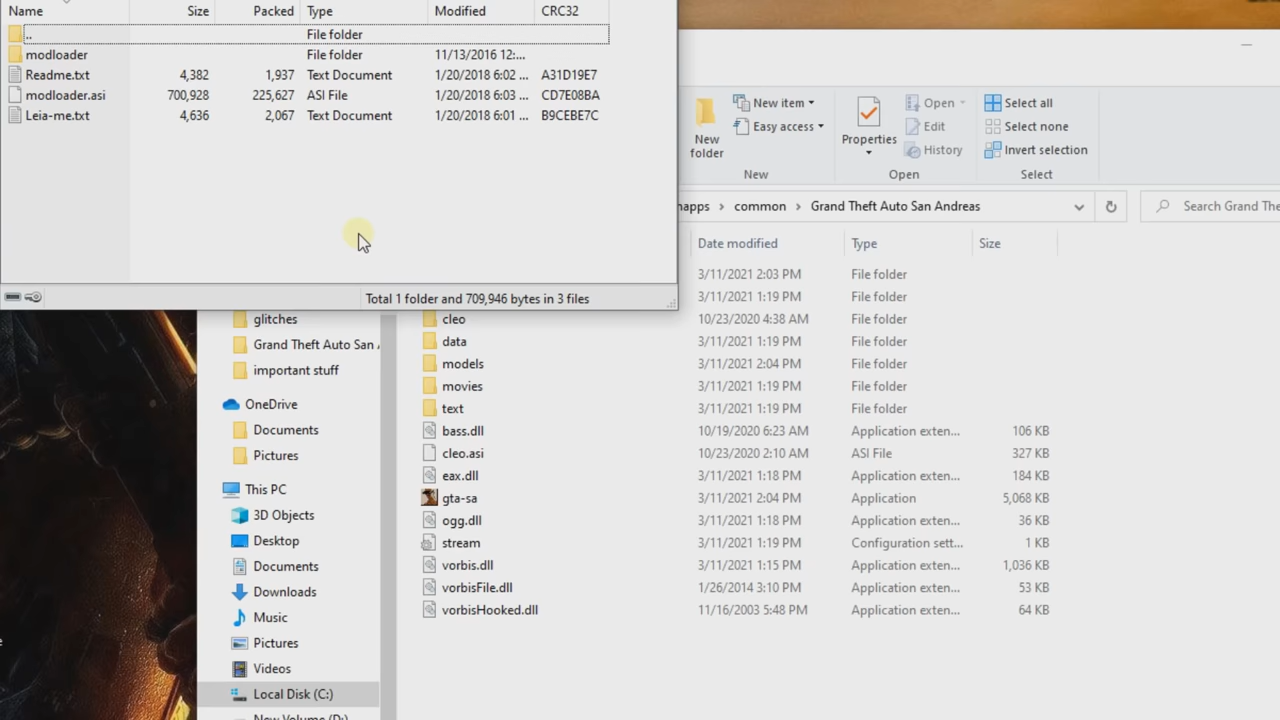 Name Size Packed Type Modified CRC32
.. File folder
modloader File folder 11/13/2016 12:...
Readme.txt 4,382 1,937 Text Document 1/20/2018 6:02 ... A31D19E7
modloader.asi 700,928 225,627 ASI File 1/20/2018 6:03 ... CD7E08BA
Leia-me.txt 4,636 2,067 Text Document 1/20/2018 6:01 ... B9CEBE7C
Total 1 folder and 709,946 bytes in 3 files
New folder
New item
Easy access
New
Properties
Open
Edit
History
Open
Select all
Select none
Invert selection
Select
common > Grand Theft Auto San Andreas
Search Grand The
Date modified Type Size
3/11/2021 2:03 PM File folder
3/11/2021 1:19 PM File folder
cleo 10/23/2020 4:38 AM File folder
data 3/11/2021 1:19 PM File folder
models 3/11/2021 2:04 PM File folder
movies 3/11/2021 1:19 PM File folder
text 3/11/2021 1:19 PM File folder
bass.dll 10/19/2020 6:23 AM Application exten... 106 KB
cleo.asi 10/23/2020 2:10 AM ASI File 327 KB
eax.dll 3/11/2021 1:18 PM Application exten... 184 KB
gta-sa 3/11/2021 2:04 PM Application 5,068 KB
ogg.dll 3/11/2021 1:18 PM Application exten... 36 KB
stream 3/11/2021 1:19 PM Configuration sett... 1 KB
vorbis.dll 3/11/2021 1:15 PM Application exten... 1,036 KB
vorbisFile.dll 1/26/2014 3:10 PM Application exten... 53 KB
vorbisHooked.dll 11/16/2003 5:48 PM Application exten... 64 KB
glitches
Grand Theft Auto San
important stuff
OneDrive
Documents
Pictures
This PC
3D Objects
Desktop
Documents
Downloads
Music
Pictures
Videos
Local Disk (C:)
New Volume (D:)